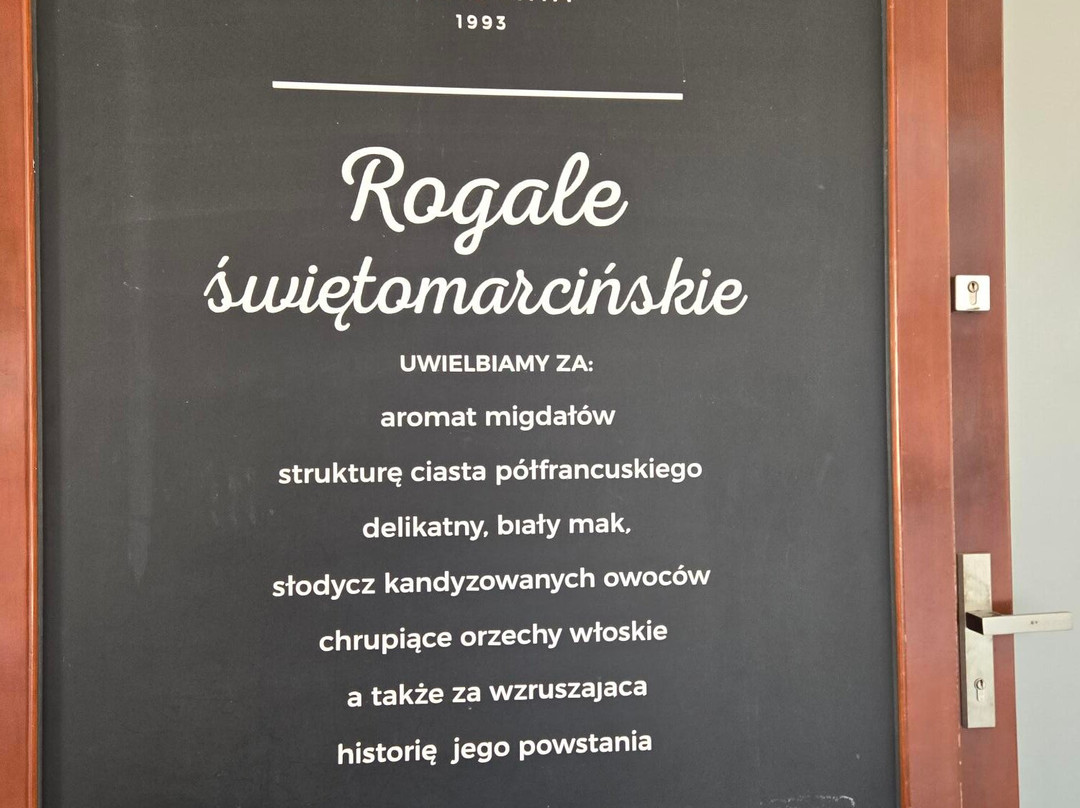 1993
Rogale
świętomarcińskie
UWIELBIAMY ZA:
aromat migdałów
strukturę ciasta półfrancuskiego
delikatny, bıały mak,
słodycz kandyzowanych owoców
chrupiące orzechy włoskie
a także za wzruszajaca
historię jego powstania